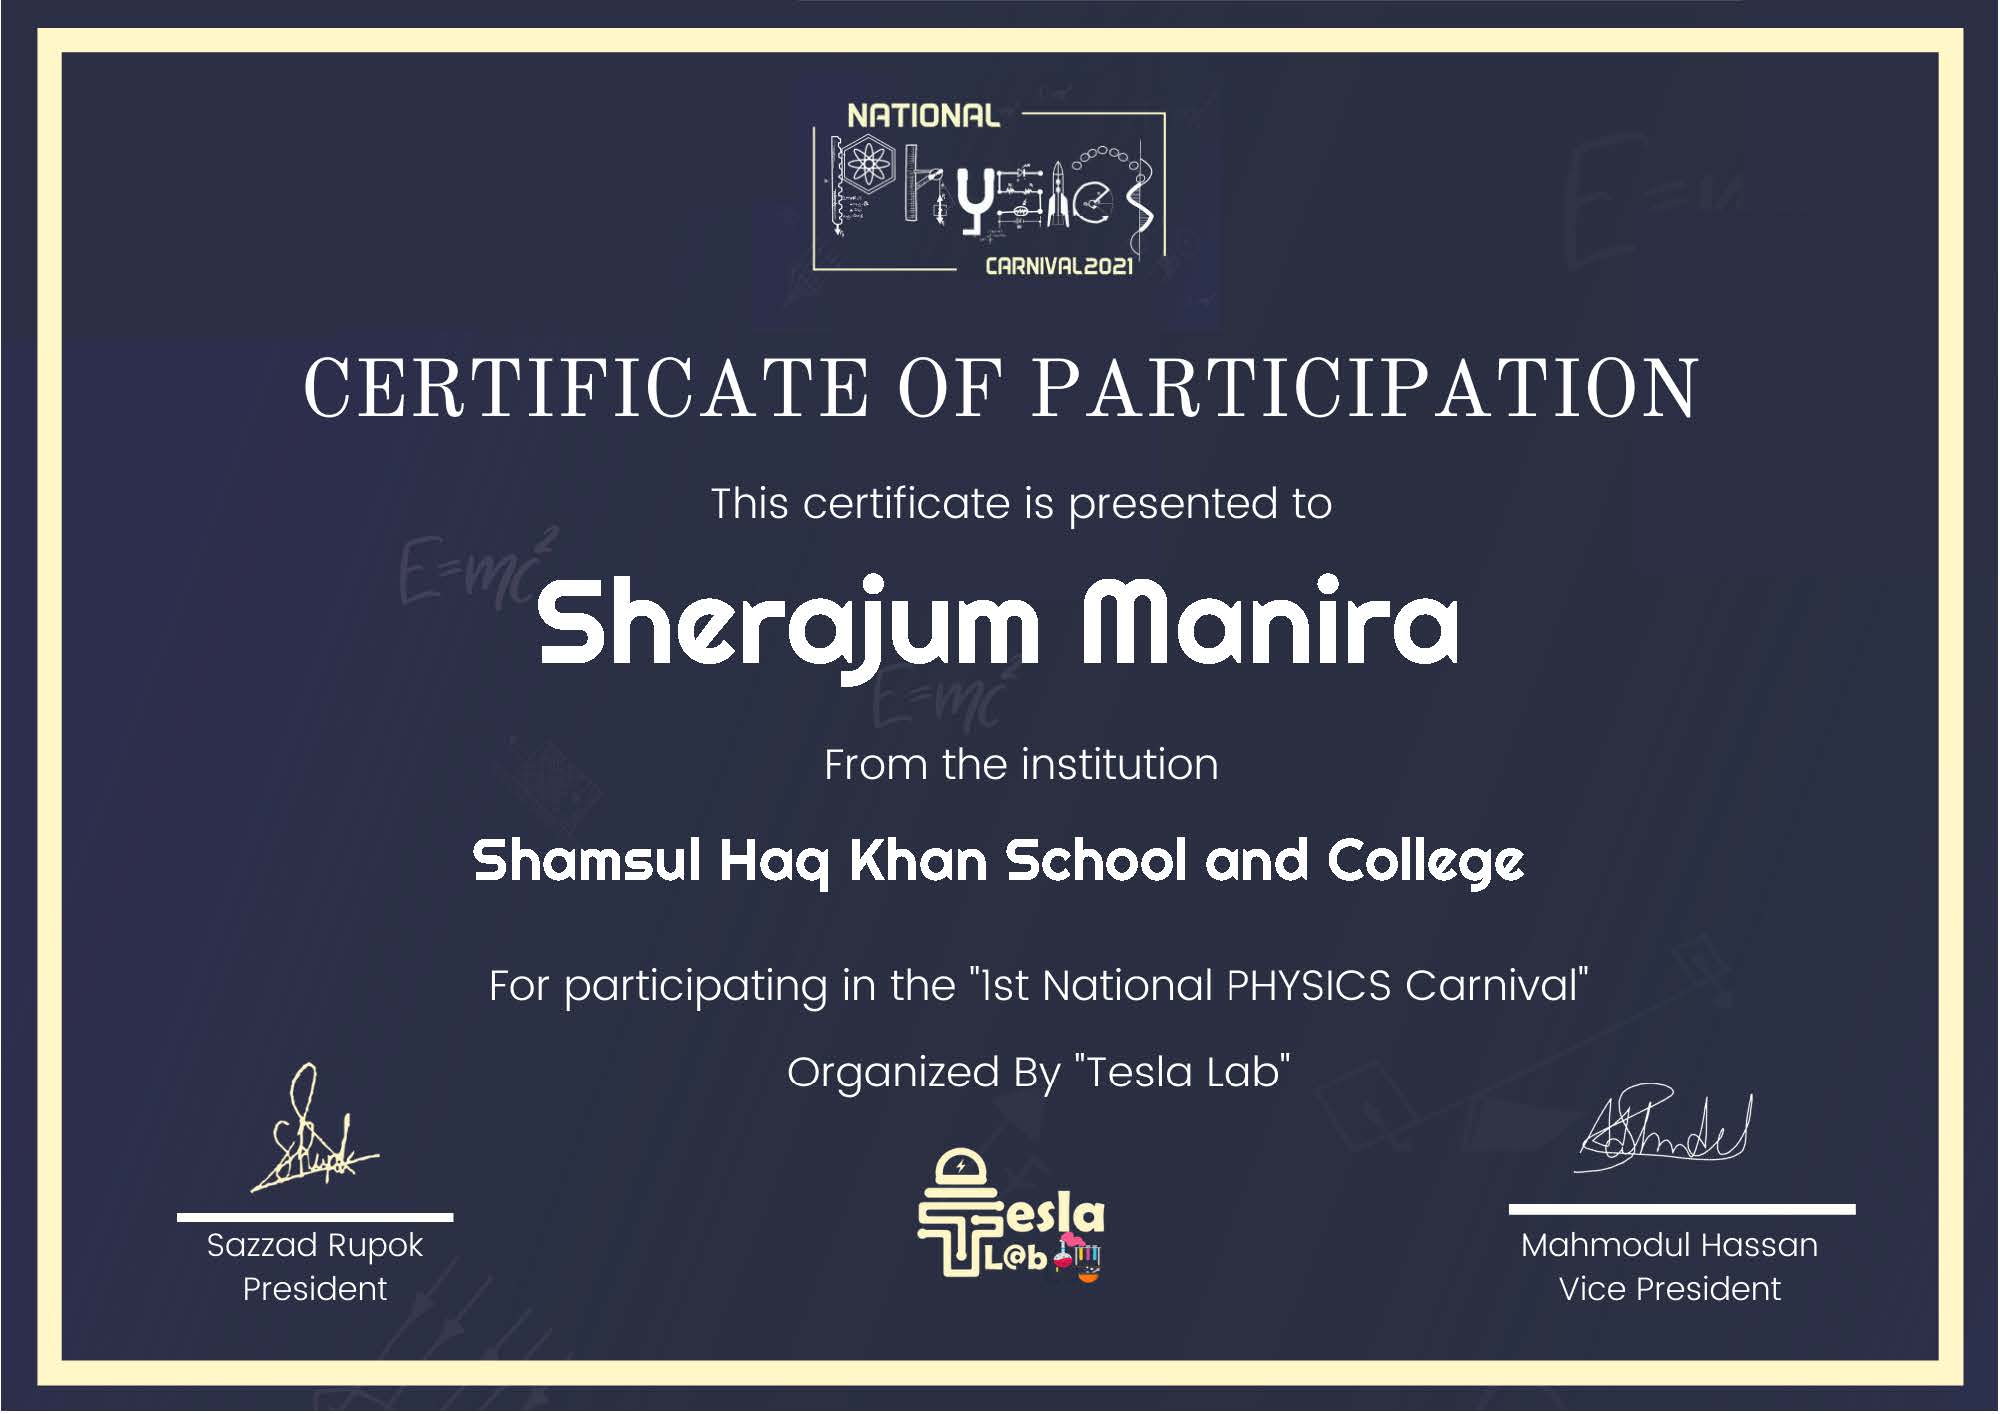 NATIONAL
Physics
CARNIVAL2021
CERTIFICATE OF PARTICIPATION
This certificate is presented to
E=mc²
Sherajum Manira
E=mc²
From the institution
Shamsul Haq Khan School and College
For participating in the "1st National PHYSICS Carnival"
Organized By "Tesla Lab"
Tesla
L@b
Sazzad Rupok
President
Mahmodul Hassan
Vice President